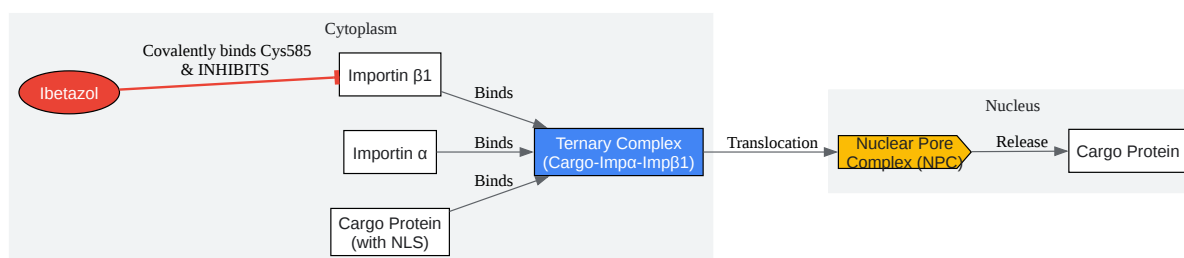 Cytoplasm
Covalently binds Cys585
& INHIBITS
Ibetazol
Importin β1
Binds
Importin α
Binds
Ternary Complex
(Cargo-Impα-Impβ1)
Binds
Cargo Protein
(with NLS)
Translocation
Nucleus
Nuclear Pore
Complex (NPC)
Release
Cargo Protein